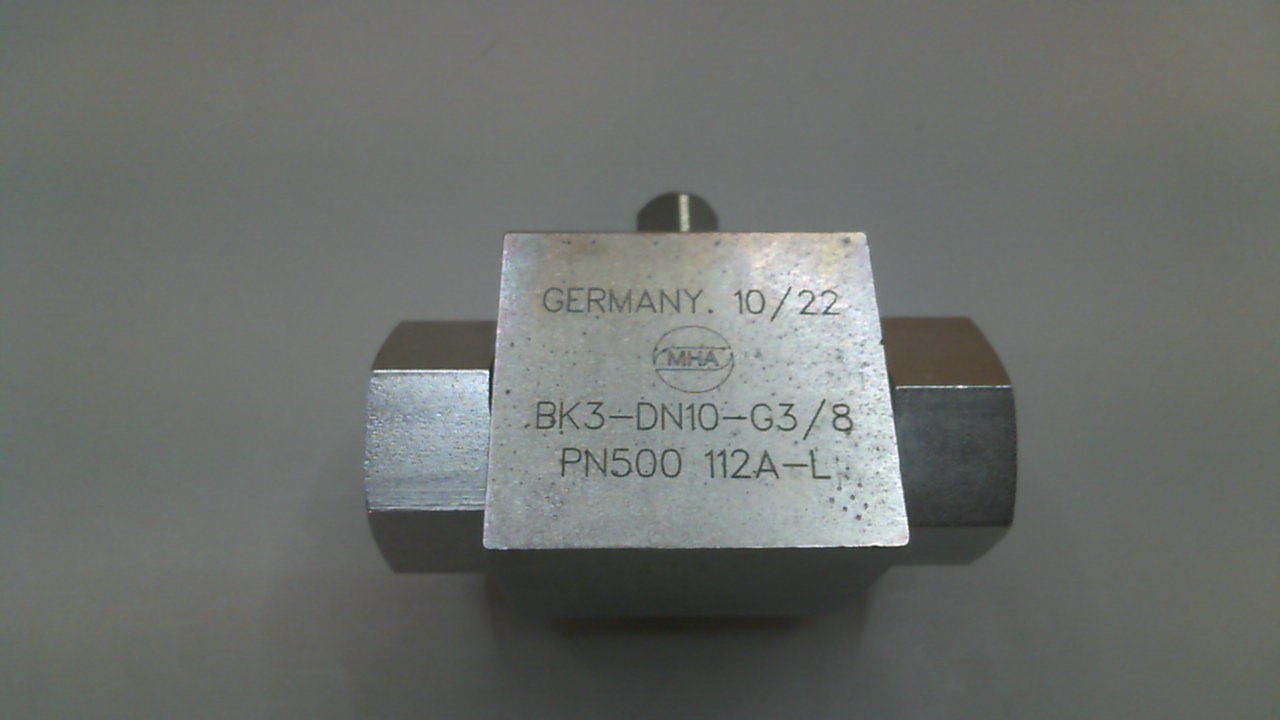 GERMANY. 10/22
MHA
BK3-DN10-G3/8
PN500 112A-L